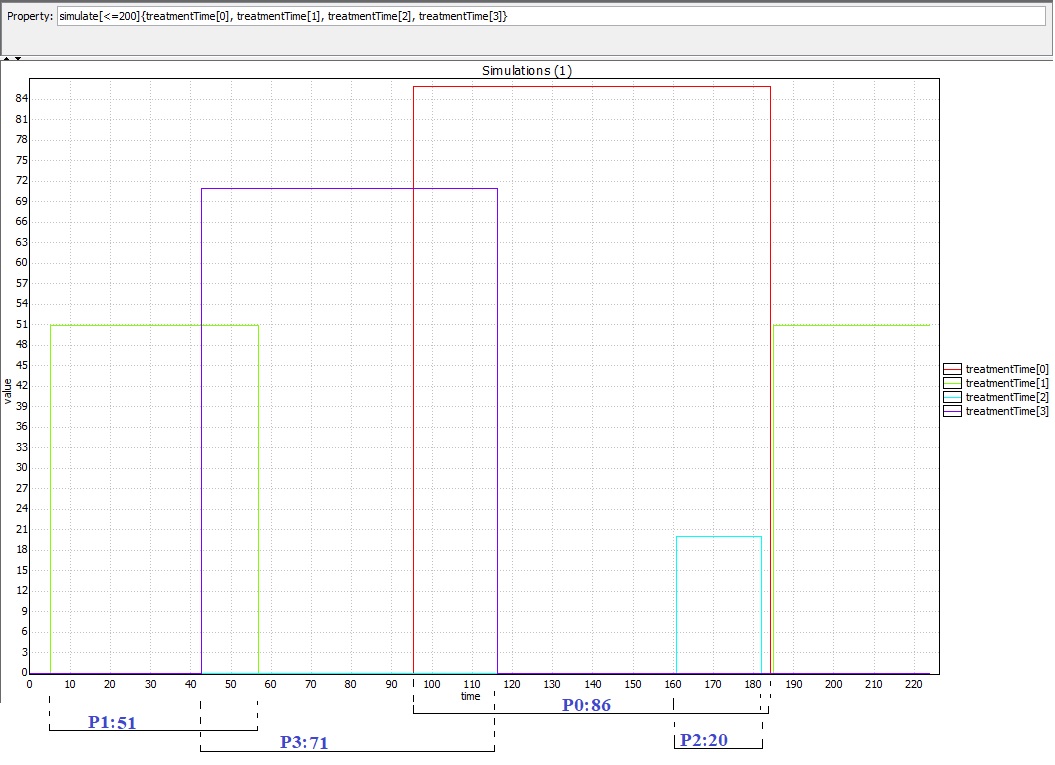 Property: simulate[<=200]{treatmentTime[0], treatmentTime[1], treatmentTime[2], treatmentTime[3]}
Simulations (1)
84
81
78
75
72
69
66
63
60
57
54
51
48
45
42
39
36
33
30
27
24
21
18
15
12
9
6
3
0
value
treatmentTime[0]
treatmentTime[1]
treatmentTime[2]
treatmentTime[3]
0 10 20 30 40 50 60 70 80 90 100 110 120 130 140 150 160 170 180 190 200 210 220
time
P0:86
P1:51
P3:71
P2:20